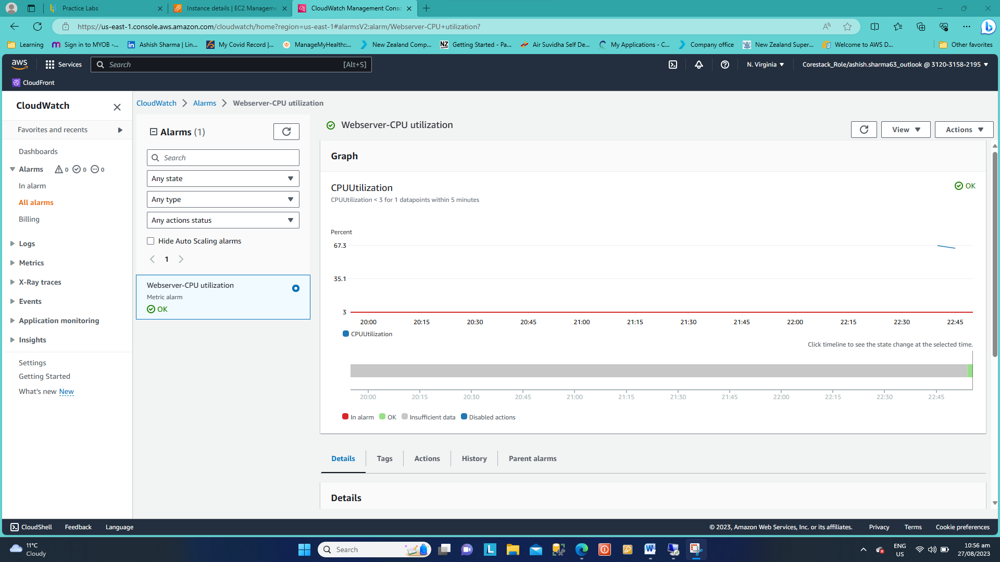 Practice Labs
Instance details | EC2 Manageme
CloudWatch Management Conso
https://us-east-1.console.aws.amazon.com/cloudwatch/home?region=us-east-1#alarmsV2:alarm/Webserver-CPU+utilization?
Learning
Sign in to MYOB -...
Ashish Sharma | Lin...
My Covid Record |...
ManageMyHealth::...
New Zealand Comp...
NZ
Getting Started - Pa...
Air Suvidha Self De...
My Applications - C...
Company office
New Zealand Super...
Welcome to AWS D...
Other favorites
aws
Services
Search
[Alt+S]
N. Virginia
Corestack_Role/ashish.sharma63_outlook @ 3120-3158-2195
CloudFront
CloudWatch
Favorites and recents
Dashboards
Alarms 0 0 0
In alarm
All alarms
Billing
Logs
Metrics
X-Ray traces
Events
Application monitoring
Insights
Settings
Getting Started
What's new New
CloudWatch > Alarms > Webserver-CPU utilization
Alarms (1)
Search
Any state
Any type
Any actions status
Hide Auto Scaling alarms
1
Webserver-CPU utilization
Metric alarm
OK
Webserver-CPU utilization
View
Actions
Graph
CPUUtilization
OK
CPUUtilization < 3 for 1 datapoints within 5 minutes
Percent
67.3
35.1
3
20:00 20:15 20:30 20:45 21:00 21:15 21:30 21:45 22:00 22:15 22:30 22:45
CPUUtilization
Click timeline to see the state change at the selected time.
20:00 20:15 20:30 20:45 21:00 21:15 21:30 21:45 22:00 22:15 22:30 22:45
In alarm OK Insufficient data Disabled actions
Details Tags Actions History Parent alarms
Details
CloudShell Feedback Language
© 2023, Amazon Web Services, Inc. or its affiliates. Privacy Terms Cookie preferences
11°C
Cloudy
Search
ENG
US
10:56 am
27/08/2023